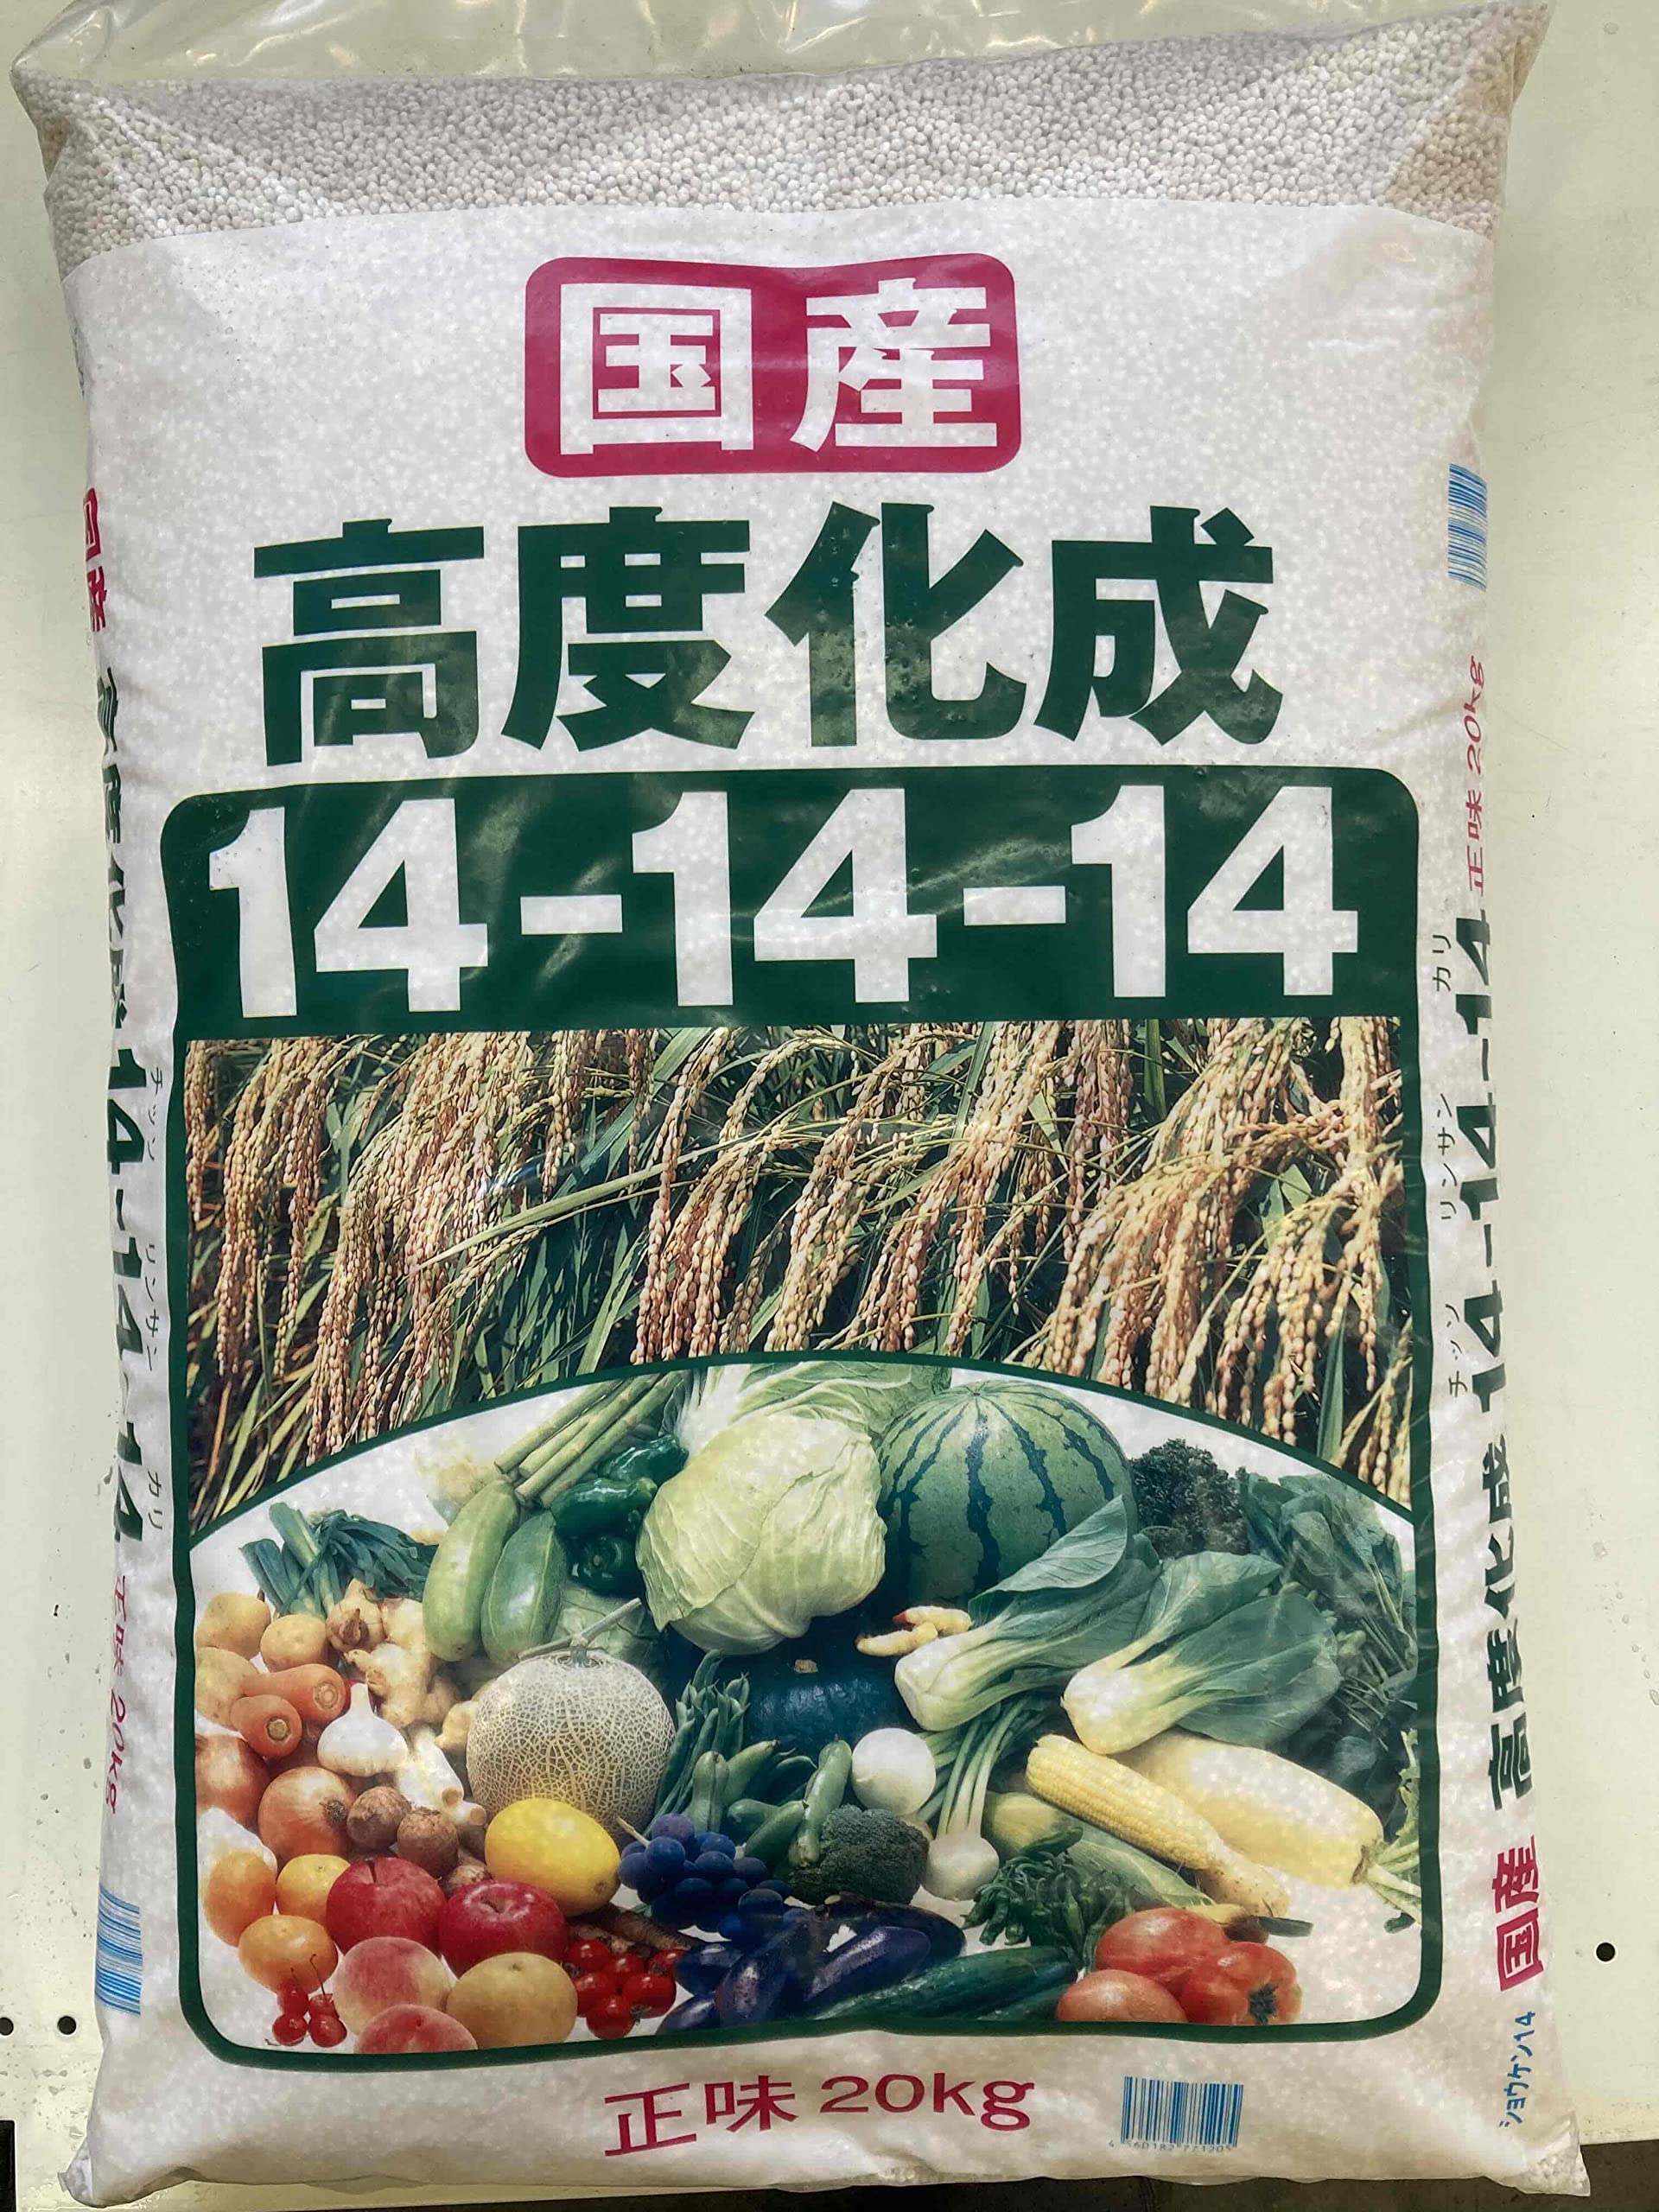 国産
高度化成
14-14-14
正味 20kg
国産 高度化成 14-14-14 正味 20kg
チッソ リンサン カリ
国産 高度化成 14-14-14 正味 20kg
チッソ リンサン カリ
ショウケン14